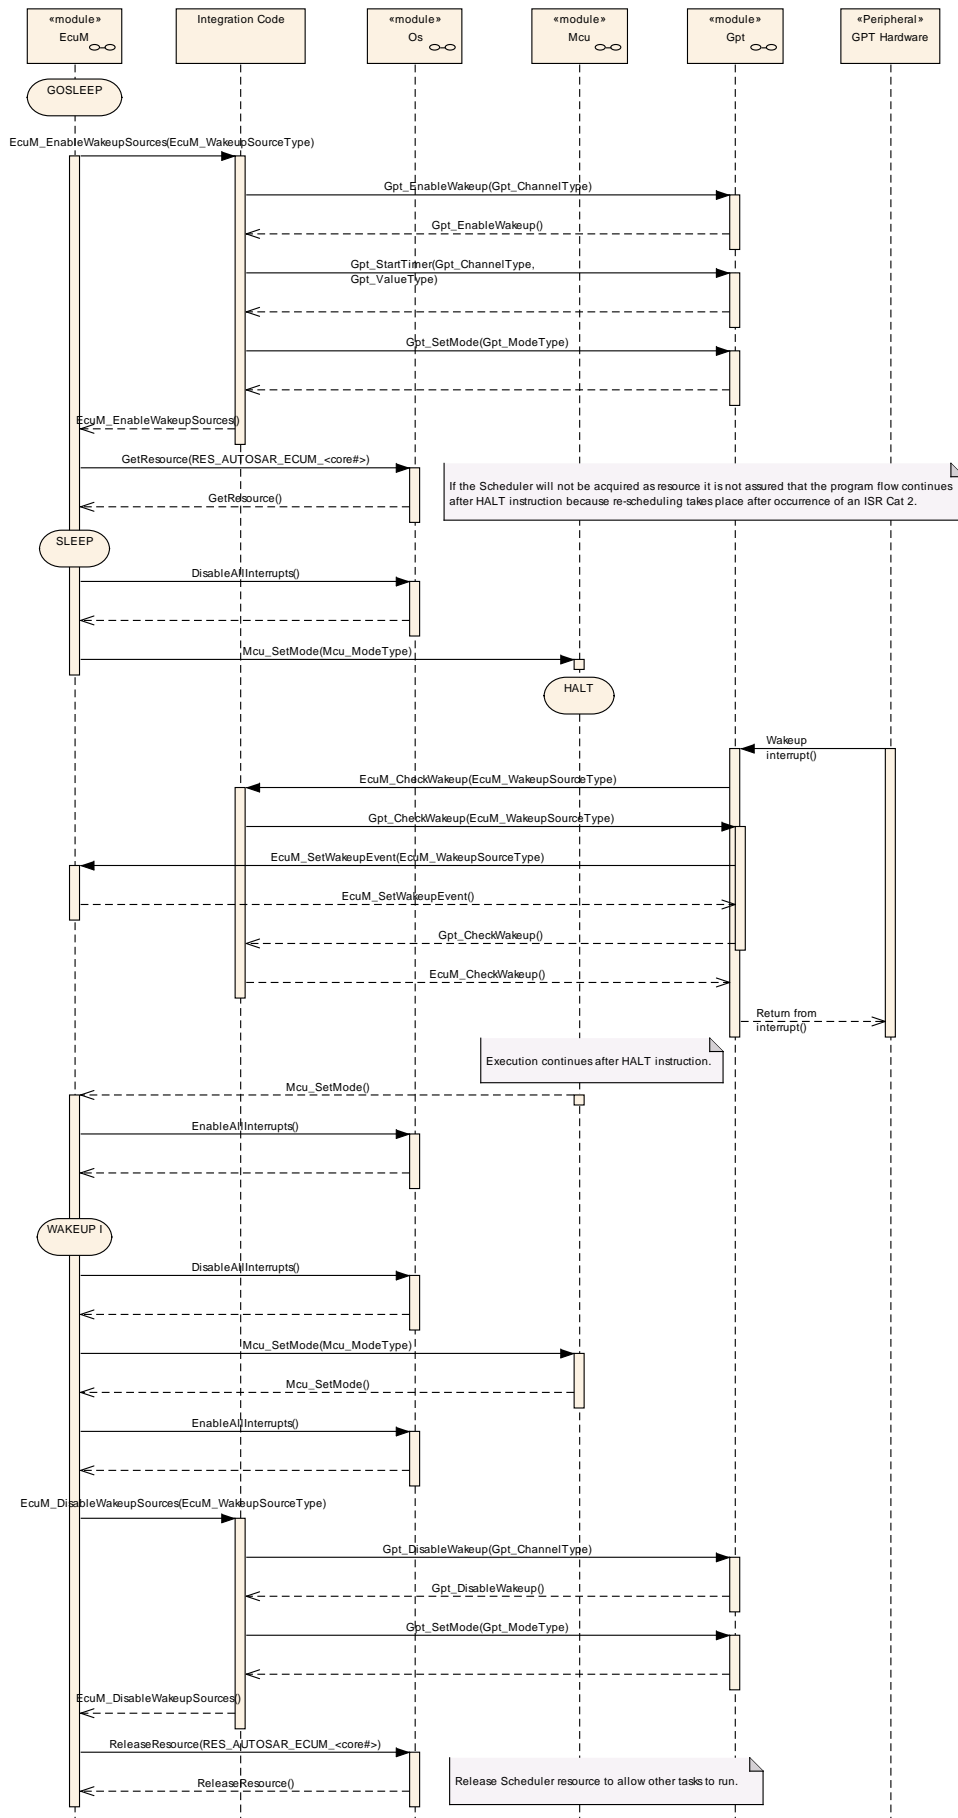 «module»
EcuM
Integration Code
«module»
Os
«module»
Mcu
«module»
Gpt
«Peripheral»
GPT Hardware
GOSLEEP
EcuM_EnableWakeupSources(EcuM_WakeupSourceType)
Gpt_EnableWakeup(Gpt_ChannelType)
Gpt_EnableWakeup()
Gpt_StartTimer(Gpt_ChannelType,
Gpt_ValueType)
Gpt_SetMode(Gpt_ModeType)
EcuM_EnableWakeupSources()
GetResource(RES_AUTOSAR_ECUM_<core#>)
If the Scheduler will not be acquired as resource it is not assured that the program flow continues
after HALT instruction because re-scheduling takes place after occurrence of an ISR Cat 2.
GetResource()
SLEEP
DisableAllInterrupts()
Mcu_SetMode(Mcu_ModeType)
HALT
Wakeup
interrupt()
EcuM_CheckWakeup(EcuM_WakeupSourceType)
Gpt_CheckWakeup(EcuM_WakeupSourceType)
EcuM_SetWakeupEvent(EcuM_WakeupSourceType)
EcuM_SetWakeupEvent()
Gpt_CheckWakeup()
EcuM_CheckWakeup()
Return from
interrupt()
Execution continues after HALT instruction.
Mcu_SetMode()
EnableAllInterrupts()
WAKEUP I
DisableAllInterrupts()
Mcu_SetMode(Mcu_ModeType)
Mcu_SetMode()
EnableAllInterrupts()
EcuM_DisableWakeupSources(EcuM_WakeupSourceType)
Gpt_DisableWakeup(Gpt_ChannelType)
Gpt_DisableWakeup()
Gpt_SetMode(Gpt_ModeType)
EcuM_DisableWakeupSources()
ReleaseResource(RES_AUTOSAR_ECUM_<core#>)
Release Scheduler resource to allow other tasks to run.
ReleaseResource()